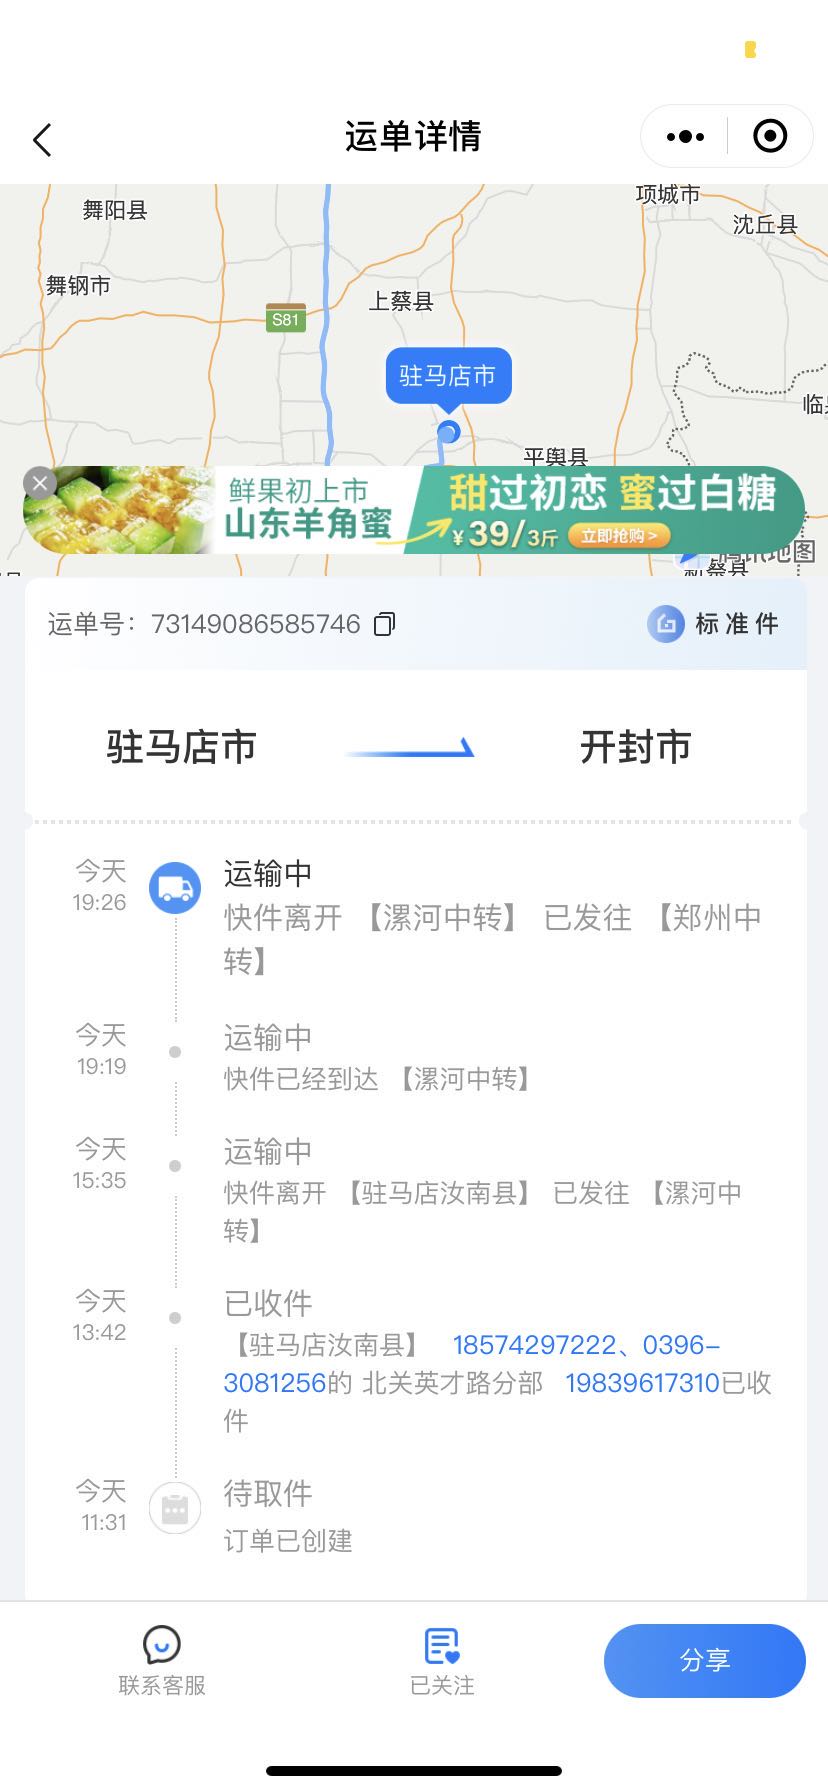 运单详情
项城市
舞阳县
沈丘县
舞钢市
上蔡县
S81
驻马店市
平舆县
鲜果初上市
山东羊角蜜
甜过初恋 蜜过白糖
¥39/3斤 立即抢购>
腾讯地图
新蔡县
运单号：73149086585746
标准件
驻马店市
开封市
今天
19:26
运输中
快件离开 【漯河中转】 已发往 【郑州中
转】
今天
19:19
运输中
快件已经到达 【漯河中转】
今天
15:35
运输中
快件离开 【驻马店汝南县】 已发往 【漯河中
转】
今天
13:42
已收件
【驻马店汝南县】 18574297222、0396-
3081256的 北关英才路分部 19839617310已收
件
今天
11:31
待取件
订单已创建
联系客服
已关注
分享